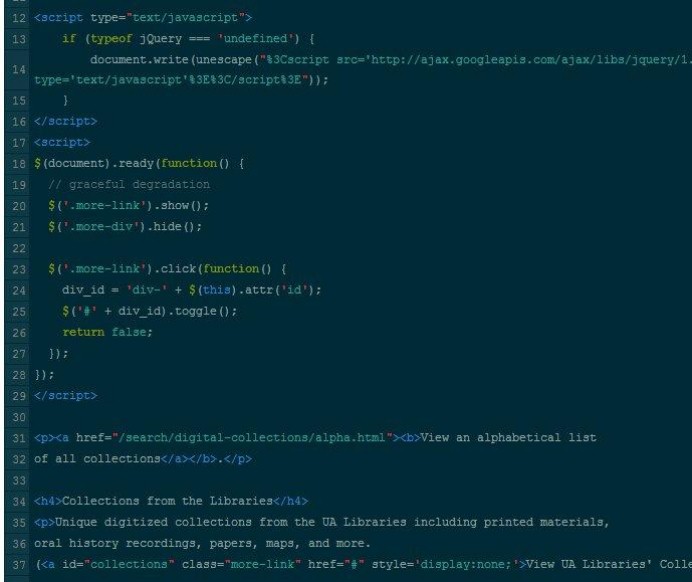 12 <script type="text/javascript">
13 if (typeof jQuery === 'undefined') {
14 document.write(unescape("%3Cscript src='http://ajax.googleapis.com/ajax/libs/jquery/1.
type='text/javascript'%3E%3C/script%3E"));
15 }
16 </script>
17 <script>
18 $(document).ready(function() {
19 // graceful degradation
20 $('.more-link').show();
21 $('.more-div').hide();
22
23 $('.more-link').click(function() {
24 div_id = 'div-' + $(this).attr('id');
25 $('#' + div_id).toggle();
26 return false;
27 });
28 });
29 </script>
30
31 <p><a href="/search/digital-collections/alpha.html"><b>View an alphabetical list
32 of all collections</a></b>.</p>
33
34 <h4>Collections from the Libraries</h4>
35 <p>Unique digitized collections from the UA Libraries including printed materials,
36 oral history recordings, papers, maps, and more.
37 (<a id="collections" class="more-link" href="#" style='display:none;'>View UA Libraries' Colle